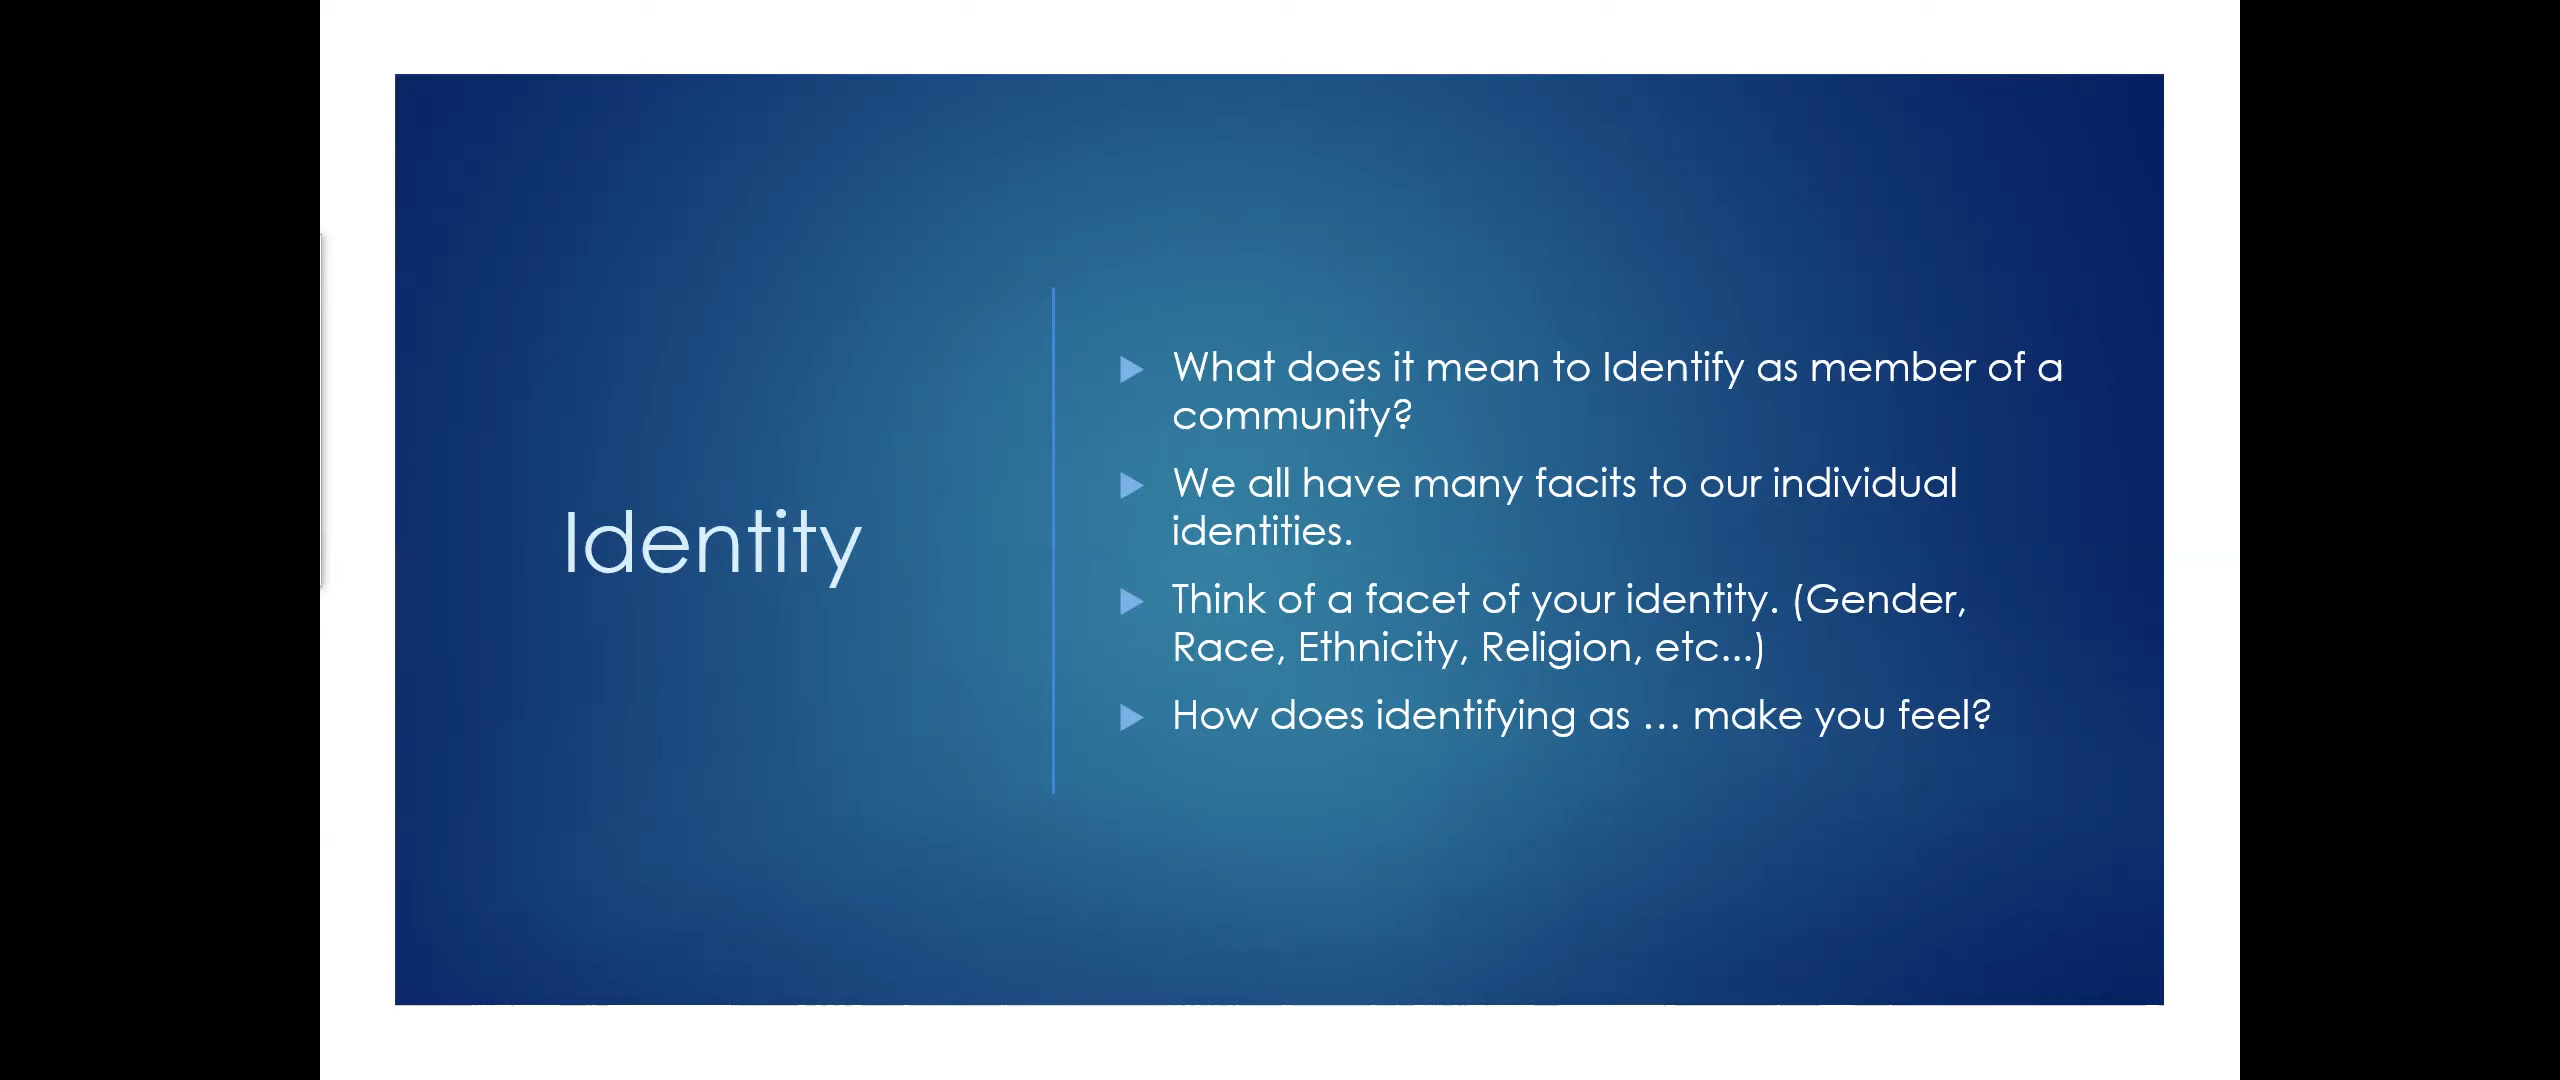 Identity
What does it mean to Identify as member of a
community?
We all have many facits to our individual
identities.
Think of a facet of your identity. (Gender,
Race, Ethnicity, Religion, etc...)
How does identifying as … make you feel?